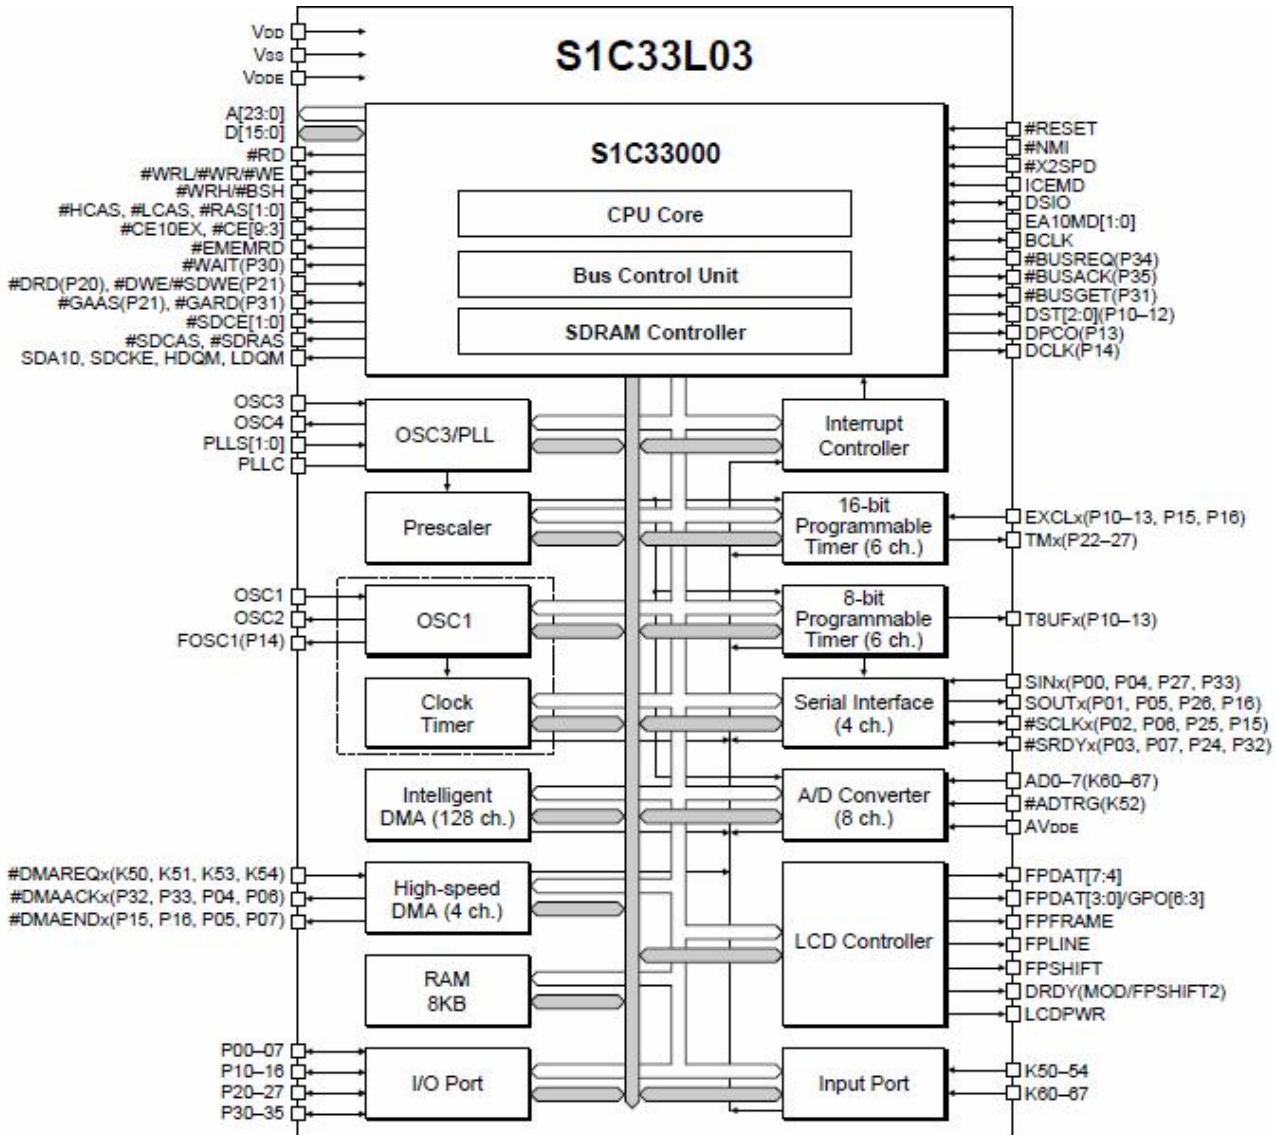 S1C33L03
VDD
VSS
VDDE
A[23:0]
D[15:0]
#RD
#WRL/#WR/#WE
#WRH/#BSH
#HCAS, #LCAS, #RAS[1:0]
#CE10EX, #CE[9:3]
#EMEMRD
#WAIT(P30)
#DRD(P20), #DWE/#SDWE(P21)
#GAAS(P21), #GARD(P31)
#SDCE[1:0]
#SDCAS, #SDRAS
SDA10, SDCKE, HDQM, LDQM
S1C33000
CPU Core
Bus Control Unit
SDRAM Controller
#RESET
#NMI
#X2SPD
ICEMD
DSIO
EA10MD[1:0]
BCLK
#BUSREQ(P34)
#BUSACK(P35)
#BUSGET(P31)
DST[2:0](P10–12)
DPCO(P13)
DCLK(P14)
OSC3
OSC4
PLLS[1:0]
PLLC
OSC3/PLL
Interrupt
Controller
Prescaler
16-bit
Programmable
Timer (6 ch.)
EXCLx(P10–13, P15, P16)
TMx(P22–27)
OSC1
OSC2
FOSC1(P14)
OSC1
8-bit
Programmable
Timer (6 ch.)
T8UFx(P10–13)
Clock
Timer
Serial Interface
(4 ch.)
SINx(P00, P04, P27, P33)
SOUTx(P01, P05, P26, P16)
#SCLKx(P02, P06, P25, P15)
#SRDYx(P03, P07, P24, P32)
Intelligent
DMA (128 ch.)
A/D Converter
(8 ch.)
AD0–7(K60–67)
#ADTRG(K52)
AVDDE
#DMAREQx(K50, K51, K53, K54)
#DMAACKx(P32, P33, P04, P06)
#DMAENDx(P15, P16, P05, P07)
High-speed
DMA (4 ch.)
LCD Controller
FPDAT[7:4]
FPDAT[3:0]/GPO[6:3]
FPFRAME
FPLINE
FPSHIFT
DRDY(MOD/FPSHIFT2)
LCDPWR
RAM
8KB
P00–07
P10–16
P20–27
P30–35
I/O Port
Input Port
K50–54
K60–67